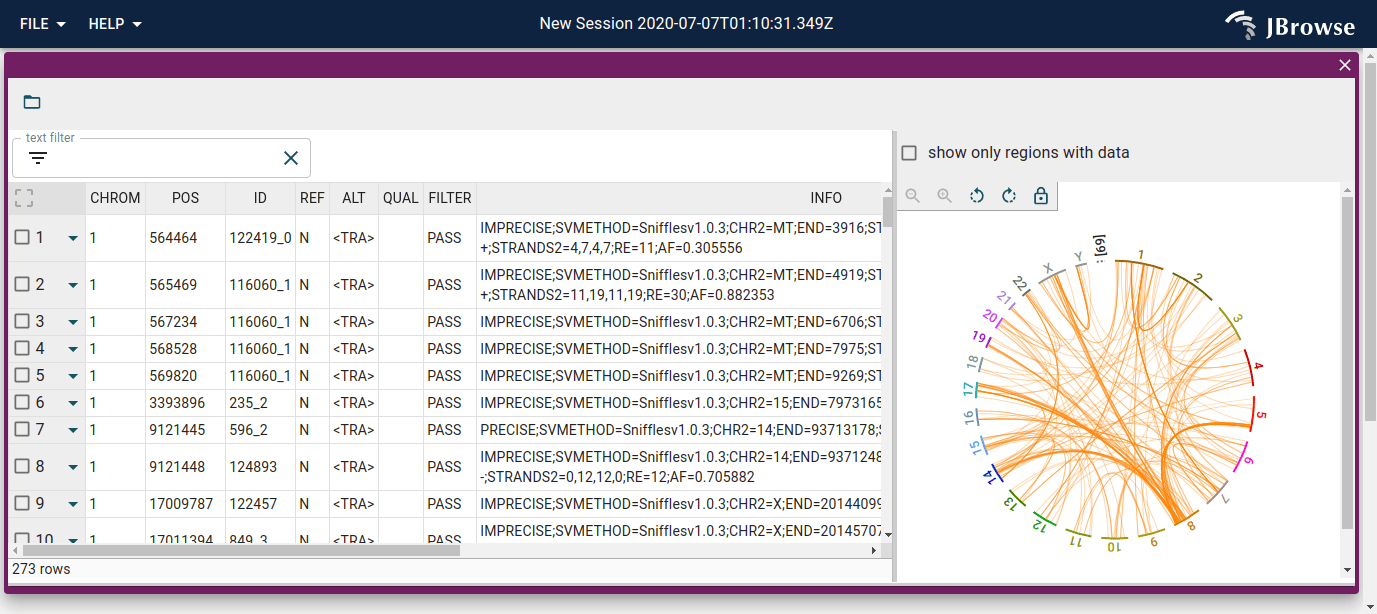 FILE HELP New Session 2020-07-07T01:10:31.349Z JBrowse
text filter
show only regions with data
CHROM POS ID REF ALT QUAL FILTER INFO
1 1 564464 122419_0 N <TRA> PASS IMPRECISE;SVMETHOD=Snifflesv1.0.3;CHR2=MT;END=3916;ST
+;STRANDS2=4,7,4,7;RE=11;AF=0.305556
2 1 565469 116060_1 N <TRA> PASS IMPRECISE;SVMETHOD=Snifflesv1.0.3;CHR2=MT;END=4919;ST
+;STRANDS2=11,19,11,19;RE=30;AF=0.882353
3 1 567234 116060_1 N <TRA> PASS IMPRECISE;SVMETHOD=Snifflesv1.0.3;CHR2=MT;END=6706;ST
4 1 568528 116060_1 N <TRA> PASS IMPRECISE;SVMETHOD=Snifflesv1.0.3;CHR2=MT;END=7975;ST
5 1 569820 116060_1 N <TRA> PASS IMPRECISE;SVMETHOD=Snifflesv1.0.3;CHR2=MT;END=9269;ST
6 1 3393896 235_2 N <TRA> PASS IMPRECISE;SVMETHOD=Snifflesv1.0.3;CHR2=15;END=7973165
7 1 9121445 596_2 N <TRA> PASS PRECISE;SVMETHOD=Snifflesv1.0.3;CHR2=14;END=93713178;S
8 1 9121448 124893 N <TRA> PASS IMPRECISE;SVMETHOD=Snifflesv1.0.3;CHR2=14;END=9371248
-;STRANDS2=0,12,12,0;RE=12;AF=0.705882
9 1 17009787 122457 N <TRA> PASS IMPRECISE;SVMETHOD=Snifflesv1.0.3;CHR2=X;END=20144099
10 1 17011394 849_3 N <TRA> PASS IMPRECISE;SVMETHOD=Snifflesv1.0.3;CHR2=X;END=20145707
273 rows
1
2
3
4
5
6
7
8
9
10
11
12
13
14
15
16
17
18
19
20
21
22
X
Y
[69]